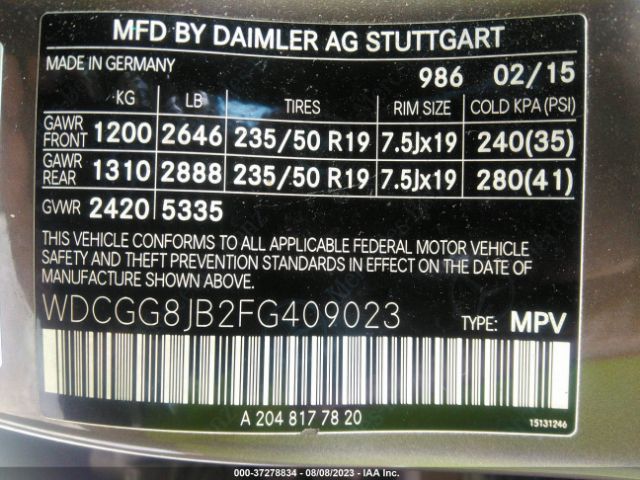 MFD BY DAIMLER AG STUTTGART
MADE IN GERMANY 986 02/15
KG LB TIRES RIM SIZE COLD KPA (PSI)
GAWR FRONT 1200 2646 235/50 R19 7.5Jx19 240(35)
GAWR REAR 1310 2888 235/50 R19 7.5Jx19 280(41)
GVWR 2420 5335
THIS VEHICLE CONFORMS TO ALL APPLICABLE FEDERAL MOTOR VEHICLE
SAFETY AND THEFT PREVENTION STANDARDS IN EFFECT ON THE DATE OF
MANUFACTURE SHOWN ABOVE.
WDCGG8JB2FG409023 TYPE: MPV
A 204 817 78 20
15131246
000-37278834 - 08/08/2023 - IAA Inc.